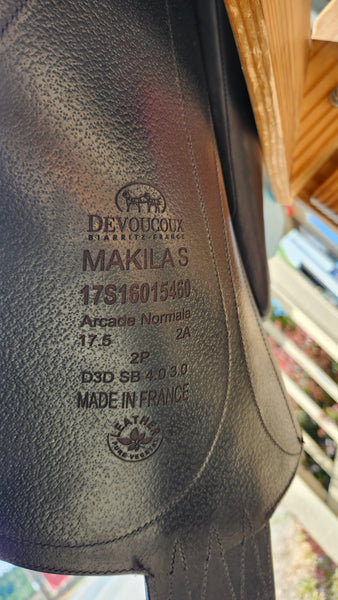 DEVOUCOUX
BIARRITZ-FRANCE
MAKILA S
17S16015460
Arcade Normale
17.5 2A
2P
D3D SB 4.0 3.0
MADE IN FRANCE
LEATHER